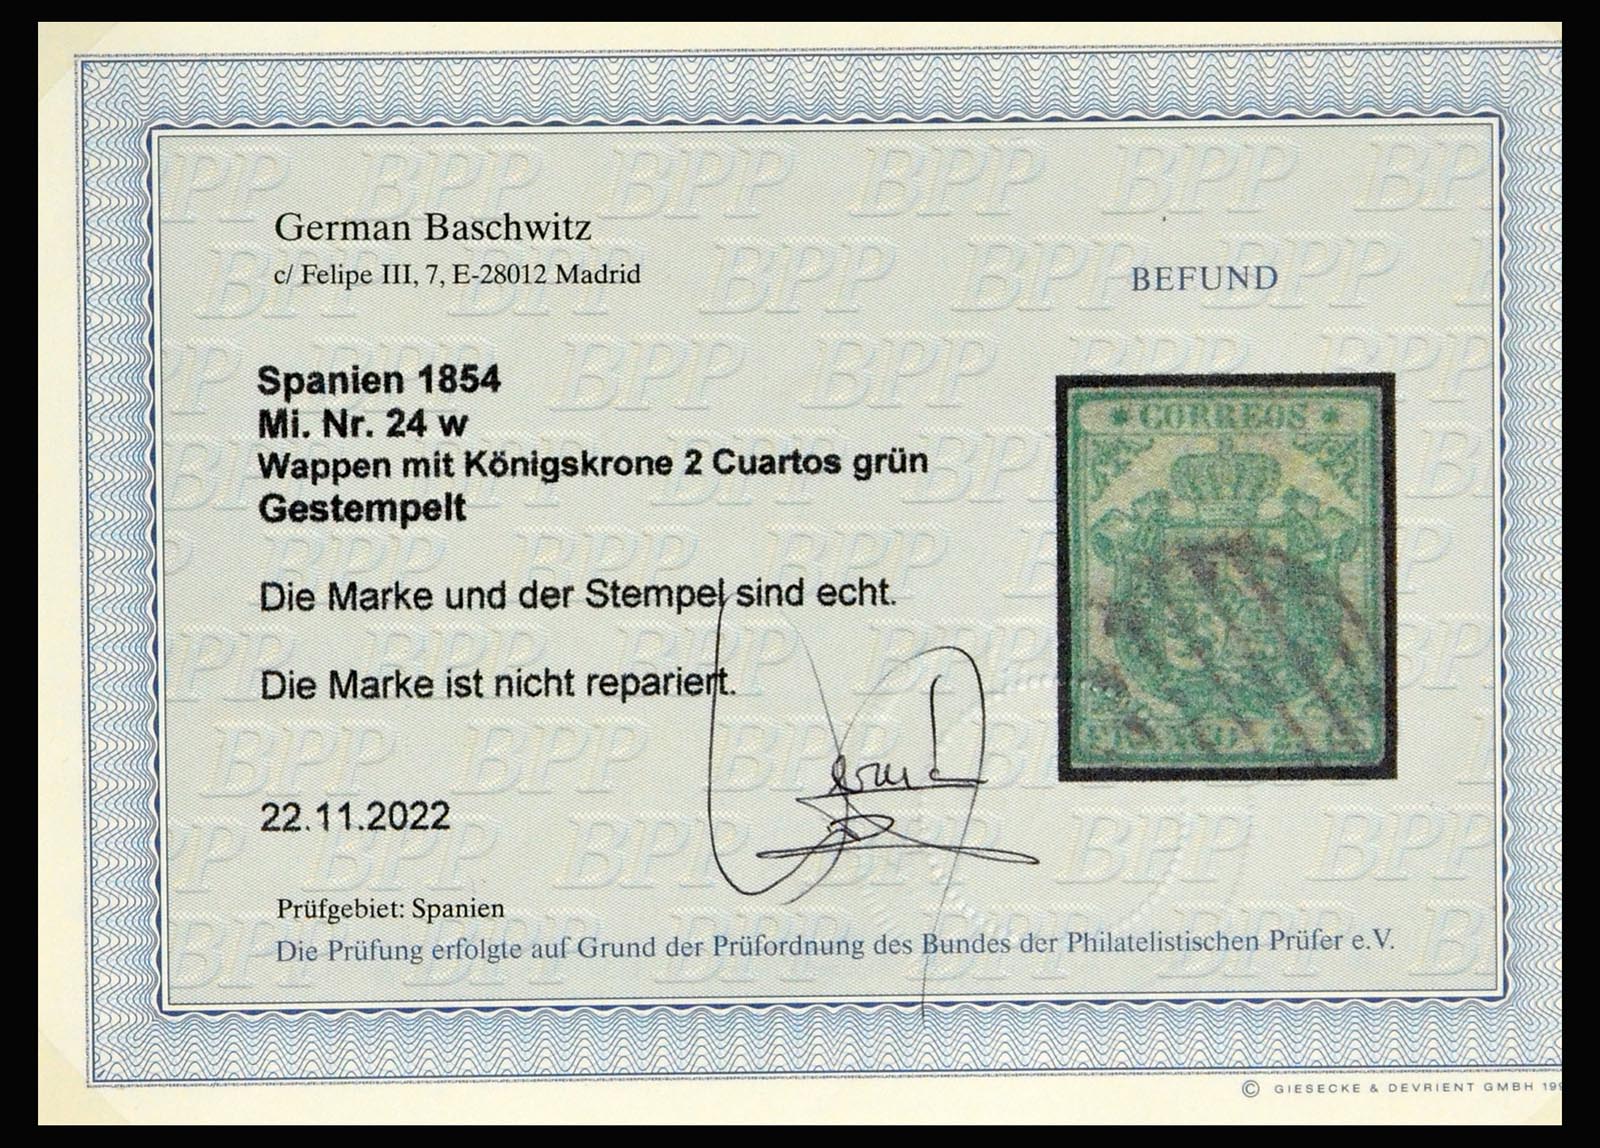 German Baschwitz
c/ Felipe III, 7, E-28012 Madrid
BEFUND
Spanien 1854
Mi. Nr. 24 w
Wappen mit Königskrone 2 Cuartos grün
Gestempelt
CORREOS
Die Marke und der Stempel sind echt.
Die Marke ist nicht repariert.
22.11.2022
Prüfgebiet: Spanien
Die Prüfung erfolgte auf Grund der Prüfordnung des Bundes der Philatelistischen Prüfer e.V.
© GIESECKE & DEVRIENT GMBH
BPP